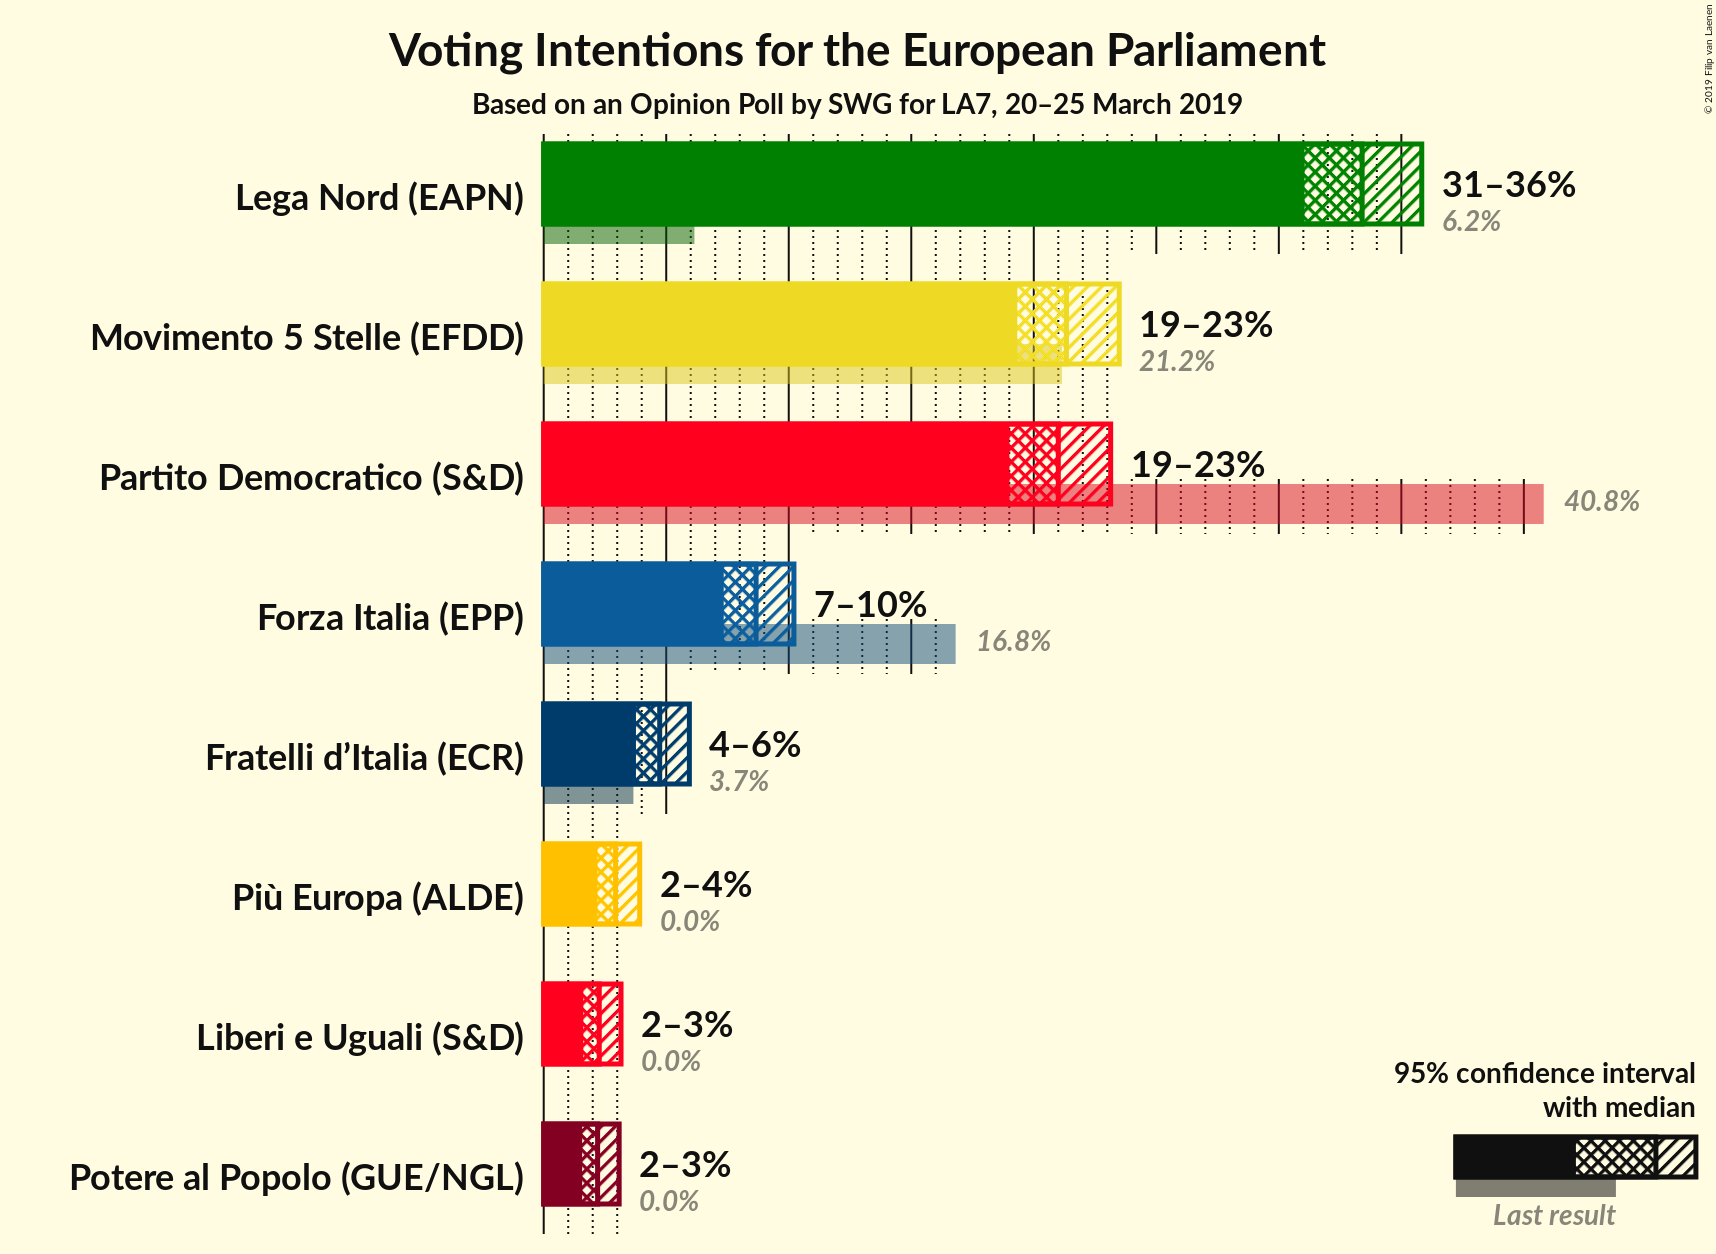 Voting Intentions for the European Parliament
Based on an Opinion Poll by SWG for LA7, 20–25 March 2019
© 2019 Filip van Laenen
Lega Nord (EAPN)
31–36%
6.2%
Movimento 5 Stelle (EFDD)
19–23%
21.2%
Partito Democratico (S&D)
19–23%
40.8%
Forza Italia (EPP)
7–10%
16.8%
Fratelli d’Italia (ECR)
4–6%
3.7%
Più Europa (ALDE)
2–4%
0.0%
Liberi e Uguali (S&D)
2–3%
0.0%
Potere al Popolo (GUE/NGL)
2–3%
0.0%
95% confidence interval
with median
Last result